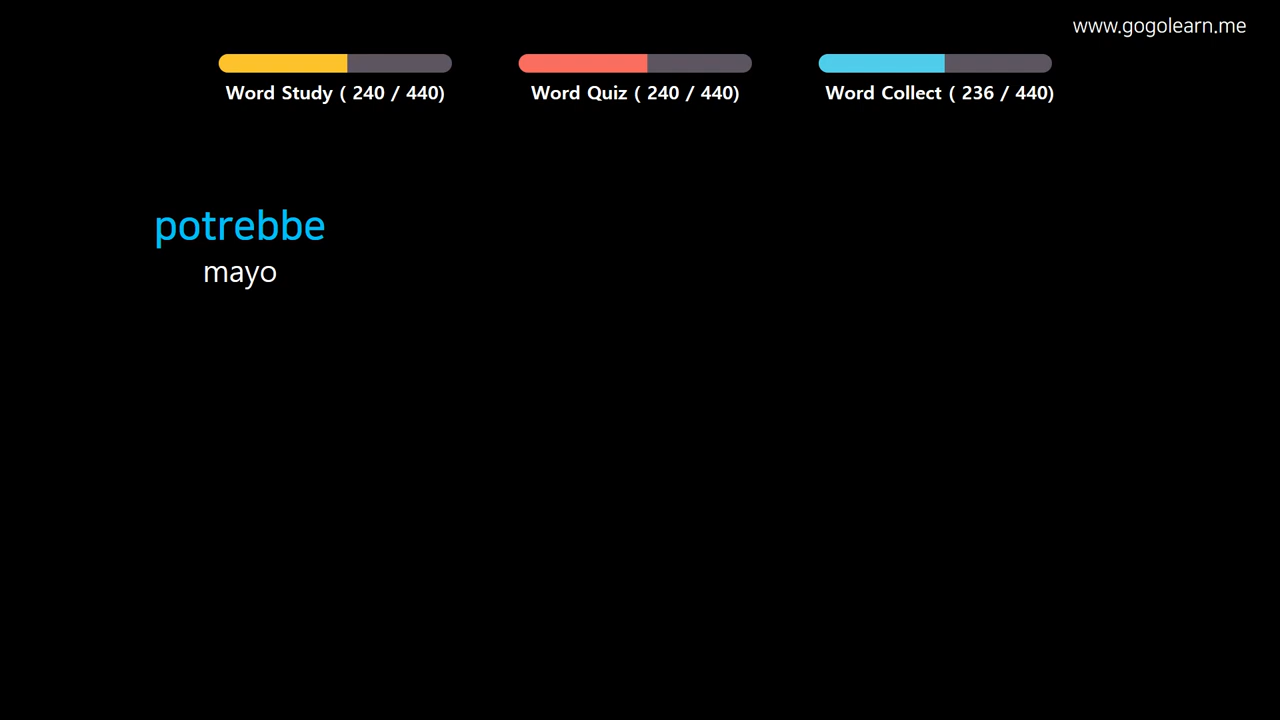 www.gogolearn.me
Word Study ( 240 / 440)
Word Quiz ( 240 / 440)
Word Collect ( 236 / 440)
potrebbe
mayo